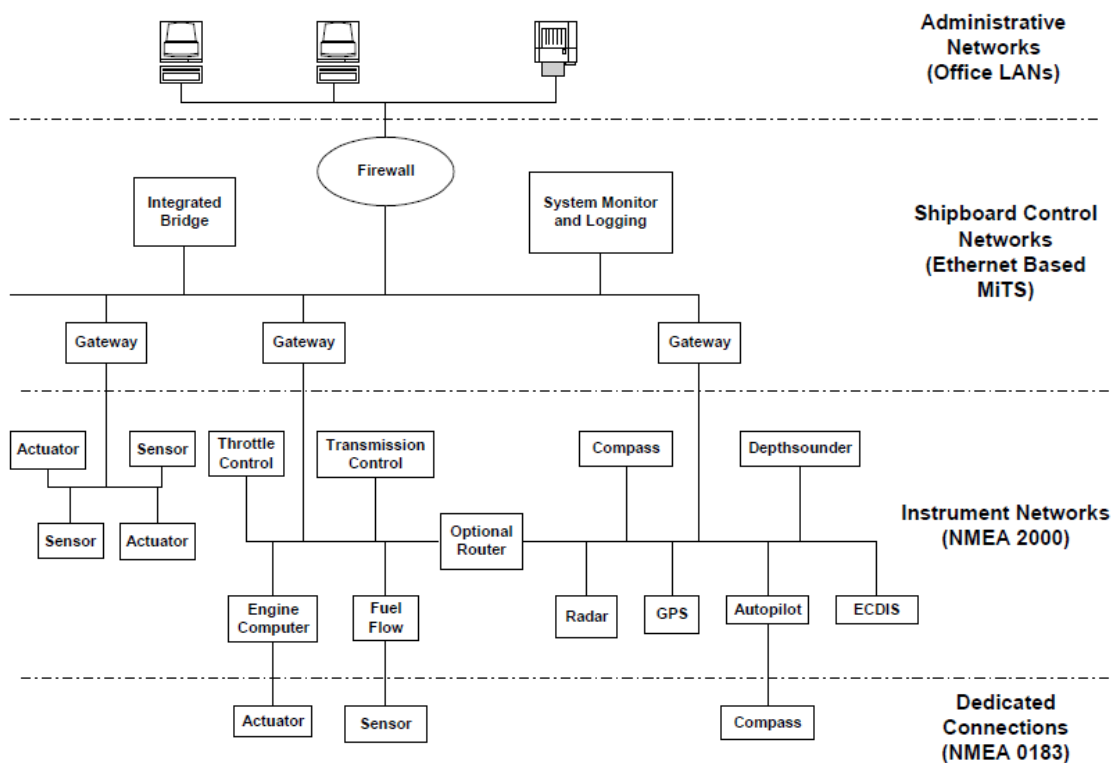 Administrative
Networks
(Office LANs)
Firewall
Integrated
Bridge
System Monitor
and Logging
Shipboard Control
Networks
(Ethernet Based
MiTS)
Gateway
Gateway
Gateway
Actuator
Sensor
Throttle
Control
Transmission
Control
Compass
Depthsounder
Sensor
Actuator
Optional
Router
Instrument Networks
(NMEA 2000)
Engine
Computer
Fuel
Flow
Radar
GPS
Autopilot
ECDIS
Actuator
Sensor
Compass
Dedicated
Connections
(NMEA 0183)